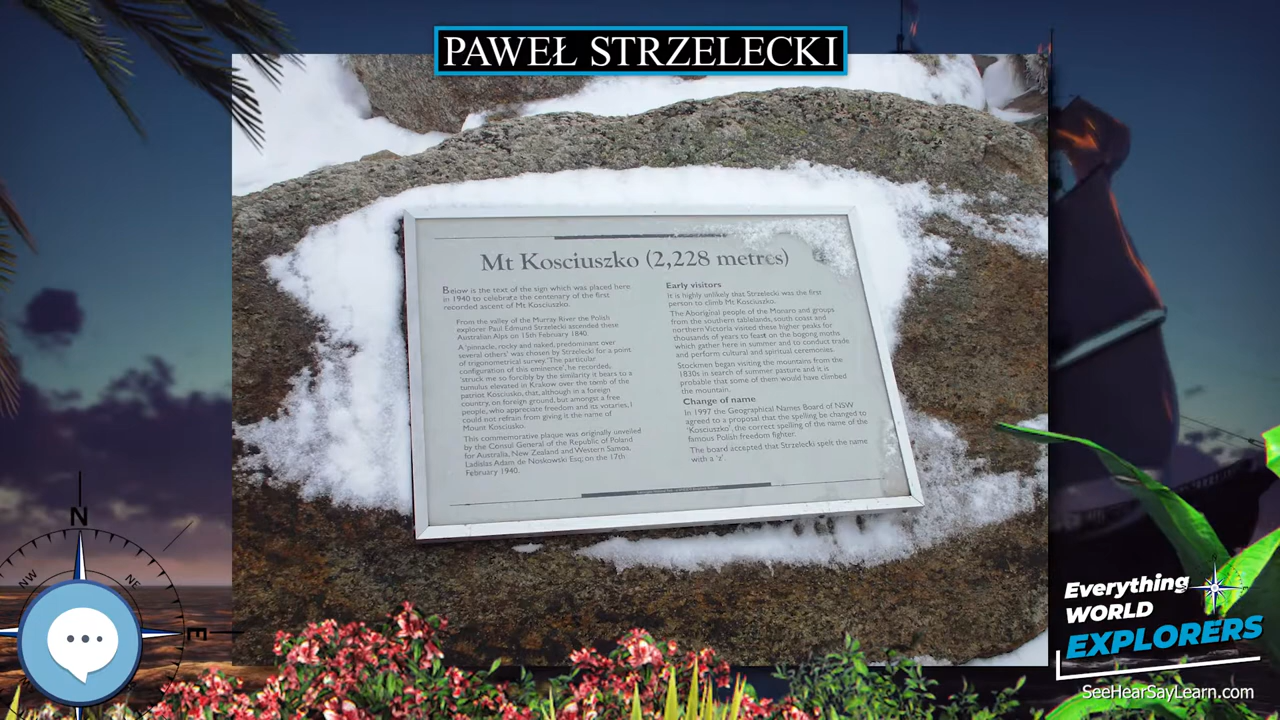 PAWEŁ STRZELECKI
Mt Kosciuszko (2,228 metres)
Below is the text of the sign which was placed here
in 1940 to celebrate the centenary of the first
recorded ascent of Mt Kosciuszko.
From the valley of the Murray River the Polish
explorer Paul Edmund Strzelecki ascended these
Australian Alps on 15th February 1840.
A 'pinnacle, rocky and naked, predominant over
several others' was chosen by Strzelecki for a point
of trigonometrical survey. 'The particular
configuration of this eminence', he recorded,
'struck me so forcibly by the similarity it bears to a
tumulus elevated in Krakow over the tomb of the
patriot Kosciusko, that, although in a foreign
country, on foreign ground, but amongst a free
people, who appreciate freedom and its votaries, I
could not refrain from giving it the name of
Mount Kosciusko.
This commemorative plaque was originally unveiled
by the Consul General of the Republic of Poland
for Australia, New Zealand and Western Samoa,
Ladislas Adam de Noskowski Esq; on the 17th
February 1940.
Early visitors
It is highly unlikely that Strzelecki was the first
person to climb Mt Kosciuszko.
The Aboriginal people of the Monaro and groups
from the southern tablelands, south coast and
northern Victoria visited these higher peaks for
thousands of years to feast on the bogong moths
which gather here in summer and to conduct trade
and perform cultural and spiritual ceremonies.
Stockmen began visiting the mountains from the
1830s in search of summer pasture and it is
probable that some of them would have climbed
the mountain.
Change of name
In 1997 the Geographical Names Board of NSW
agreed to a proposal that the spelling be changed to
'Kosciuszko', the correct spelling of the name of the
famous Polish freedom fighter.
The board accepted that Strzelecki spelt the name
with a 'z'.
N
NW
NE
E
Everything
WORLD
EXPLORERS
SeeHearSayLearn.com